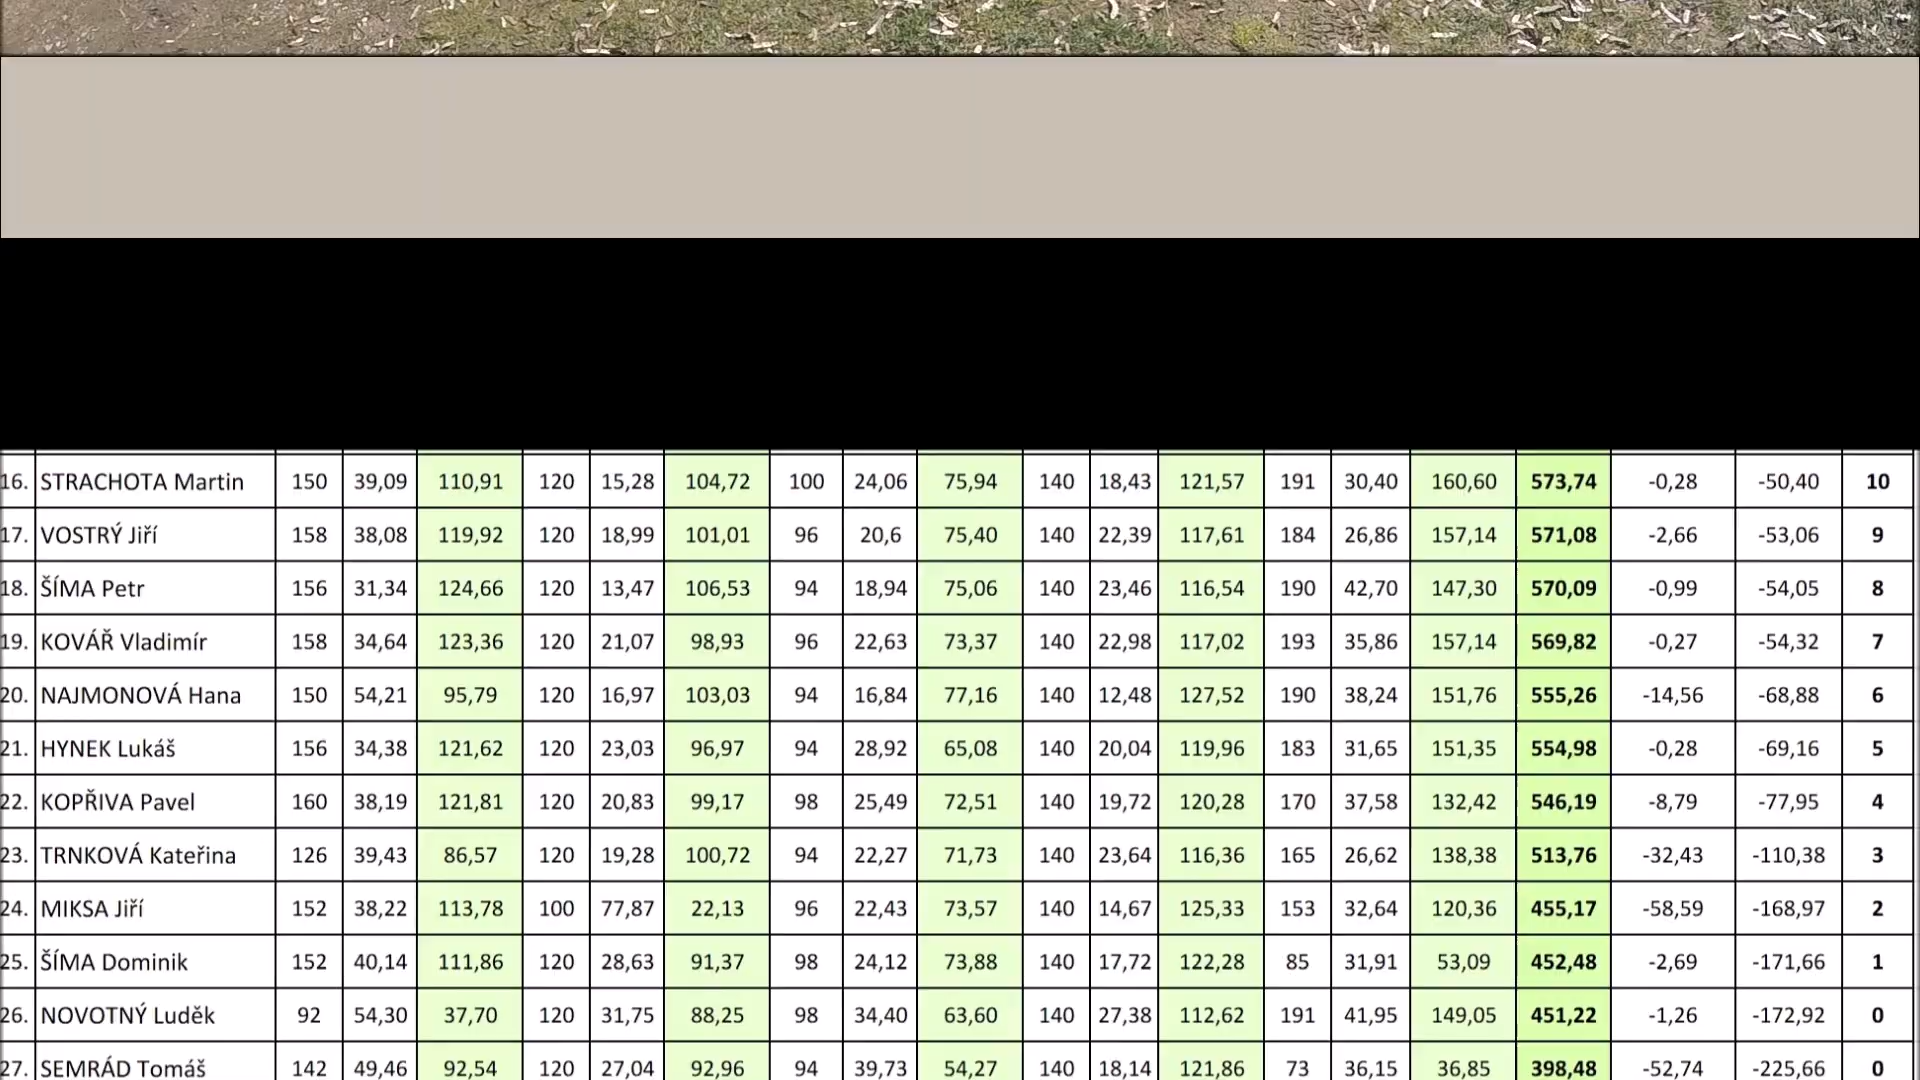 16. STRACHOTA Martin 150 39,09 110,91 120 15,28 104,72 100 24,06 75,94 140 18,43 121,57 191 30,40 160,60 573,74 -0,28 -50,40 10
17. VOSTRÝ Jiří 158 38,08 119,92 120 18,99 101,01 96 20,6 75,40 140 22,39 117,61 184 26,86 157,14 571,08 -2,66 -53,06 9
18. ŠÍMA Petr 156 31,34 124,66 120 13,47 106,53 94 18,94 75,06 140 23,46 116,54 190 42,70 147,30 570,09 -0,99 -54,05 8
19. KOVÁŘ Vladimír 158 34,64 123,36 120 21,07 98,93 96 22,63 73,37 140 22,98 117,02 193 35,86 157,14 569,82 -0,27 -54,32 7
20. NAJMONOVÁ Hana 150 54,21 95,79 120 16,97 103,03 94 16,84 77,16 140 12,48 127,52 190 38,24 151,76 555,26 -14,56 -68,88 6
21. HYNEK Lukáš 156 34,38 121,62 120 23,03 96,97 94 28,92 65,08 140 20,04 119,96 183 31,65 151,35 554,98 -0,28 -69,16 5
22. KOPŘIVA Pavel 160 38,19 121,81 120 20,83 99,17 98 25,49 72,51 140 19,72 120,28 170 37,58 132,42 546,19 -8,79 -77,95 4
23. TRNKOVÁ Kateřina 126 39,43 86,57 120 19,28 100,72 94 22,27 71,73 140 23,64 116,36 165 26,62 138,38 513,76 -32,43 -110,38 3
24. MIKSA Jiří 152 38,22 113,78 100 77,87 22,13 96 22,43 73,57 140 14,67 125,33 153 32,64 120,36 455,17 -58,59 -168,97 2
25. ŠÍMA Dominik 152 40,14 111,86 120 28,63 91,37 98 24,12 73,88 140 17,72 122,28 85 31,91 53,09 452,48 -2,69 -171,66 1
26. NOVOTNÝ Luděk 92 54,30 37,70 120 31,75 88,25 98 34,40 63,60 140 27,38 112,62 191 41,95 149,05 451,22 -1,26 -172,92 0
27. SEMRÁD Tomáš 142 49,46 92,54 120 27,04 92,96 94 39,73 54,27 140 18,14 121,86 73 36,15 36,85 398,48 -52,74 -225,66 0